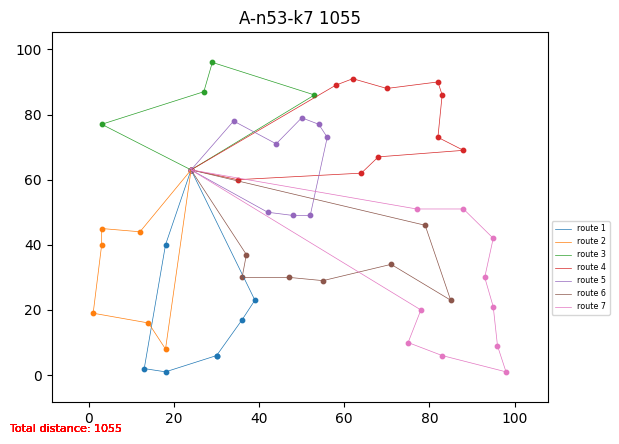 A-n53-k7 1055
100
80
60
40
20
0
0 20 40 60 80 100
route 1
route 2
route 3
route 4
route 5
route 6
route 7
Total distance: 1055